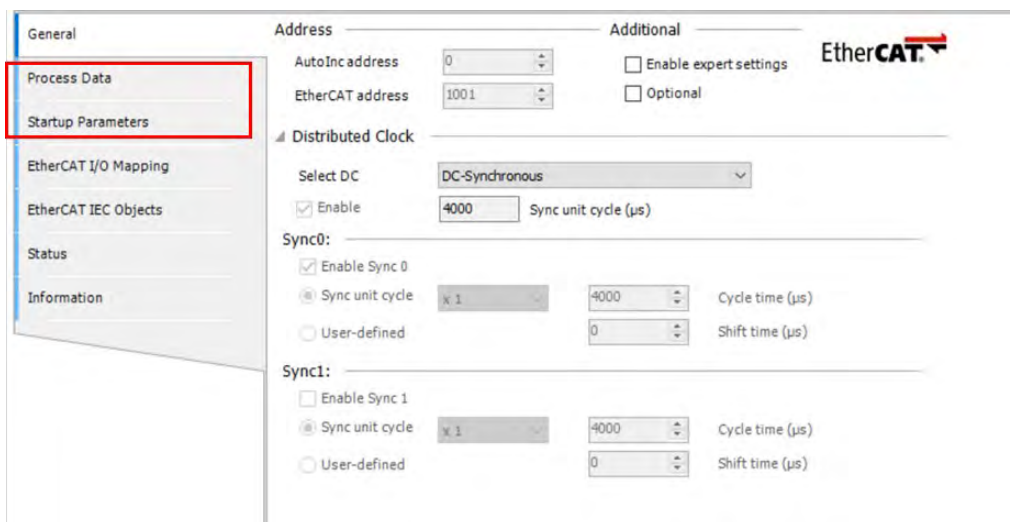 General
Process Data
Startup Parameters
EtherCAT I/O Mapping
EtherCAT IEC Objects
Status
Information
Address
Additional
EtherCAT.
AutoInc address 0
Enable expert settings
EtherCAT address 1001
Optional
Distributed Clock
Select DC DC-Synchronous
Enable 4000 Sync unit cycle (µs)
Sync0:
Enable Sync 0
Sync unit cycle x 1 4000 Cycle time (µs)
User-defined 0 Shift time (µs)
Sync1:
Enable Sync 1
Sync unit cycle x 1 4000 Cycle time (µs)
User-defined 0 Shift time (µs)